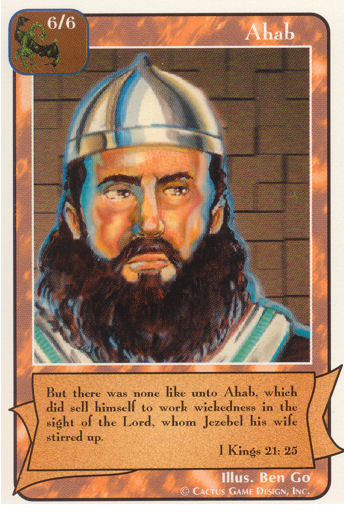 6/6
Ahab
But there was none like unto Ahab, which
did sell himself to work wickedness in the
sight of the Lord, whom Jezebel his wife
stirred up.
I Kings 21: 25
Illus. Ben Go
© Cactus Game Design, Inc.